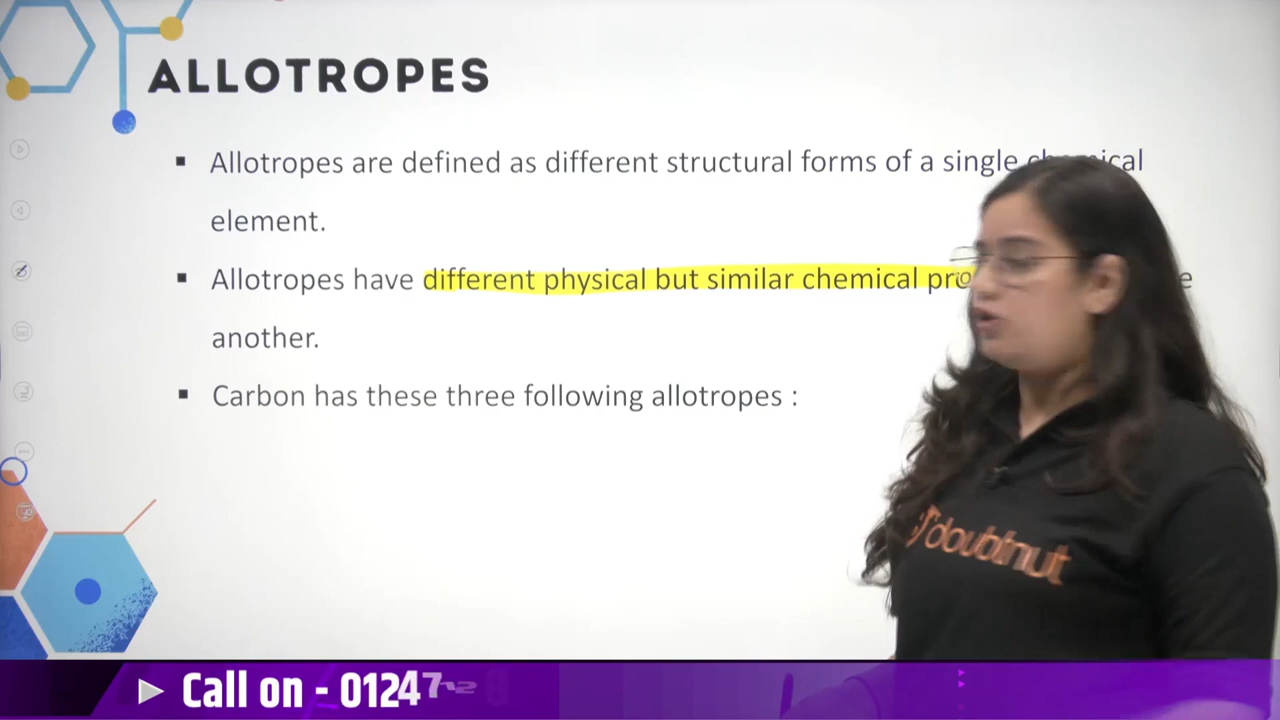 ALLOTROPES
▪ Allotropes are defined as different structural forms of a single chemical
element.
▪ Allotropes have different physical but similar chemical
another.
▪ Carbon has these three following allotropes :
doubtnut
Call on - 0124